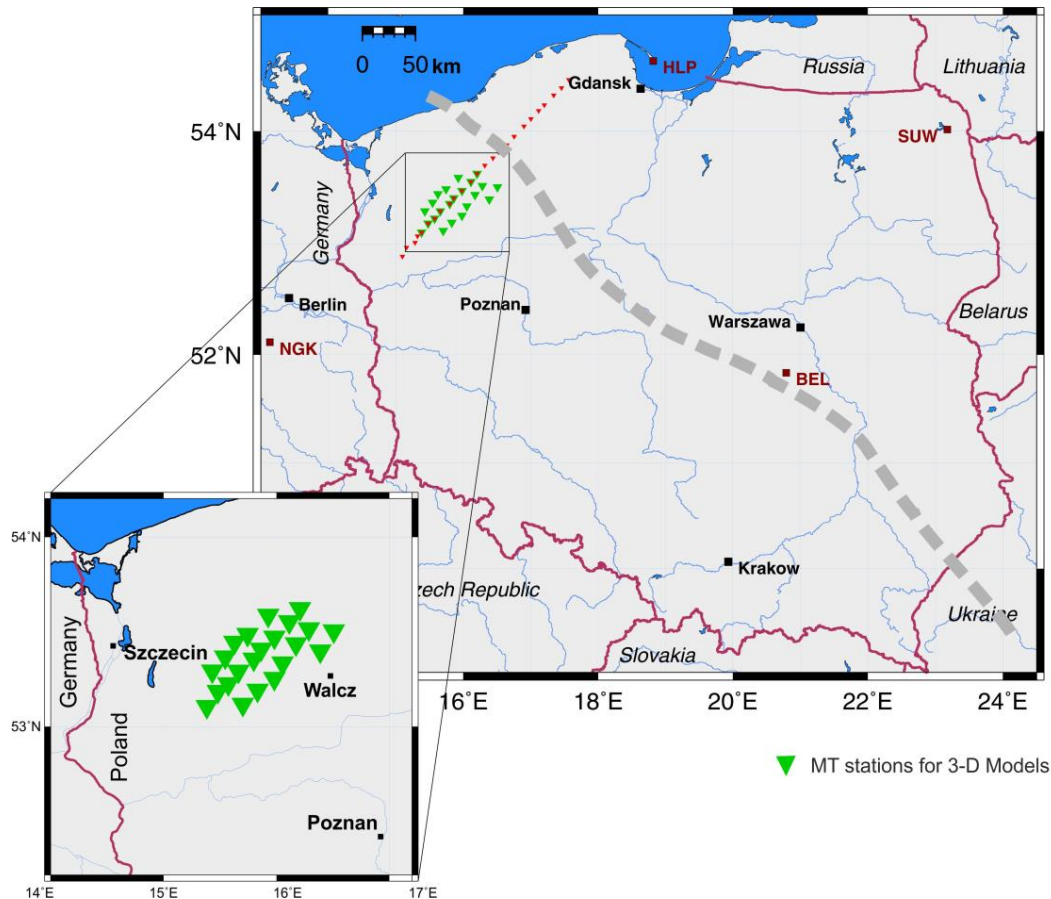 0 50 km
HLP
Gdansk
Russia
Lithuania
54°N
SUW
Germany
Berlin
Poznan
Warszawa
Belarus
NGK
52°N
BEL
Krakow
zech Republic
Ukraine
Slovakia
16°E 18°E 20°E 22°E 24°E
54°N
Szczecin
Germany
Walcz
53°N
Poland
Poznan
14°E 15°E 16°E 17°E
MT stations for 3-D Models